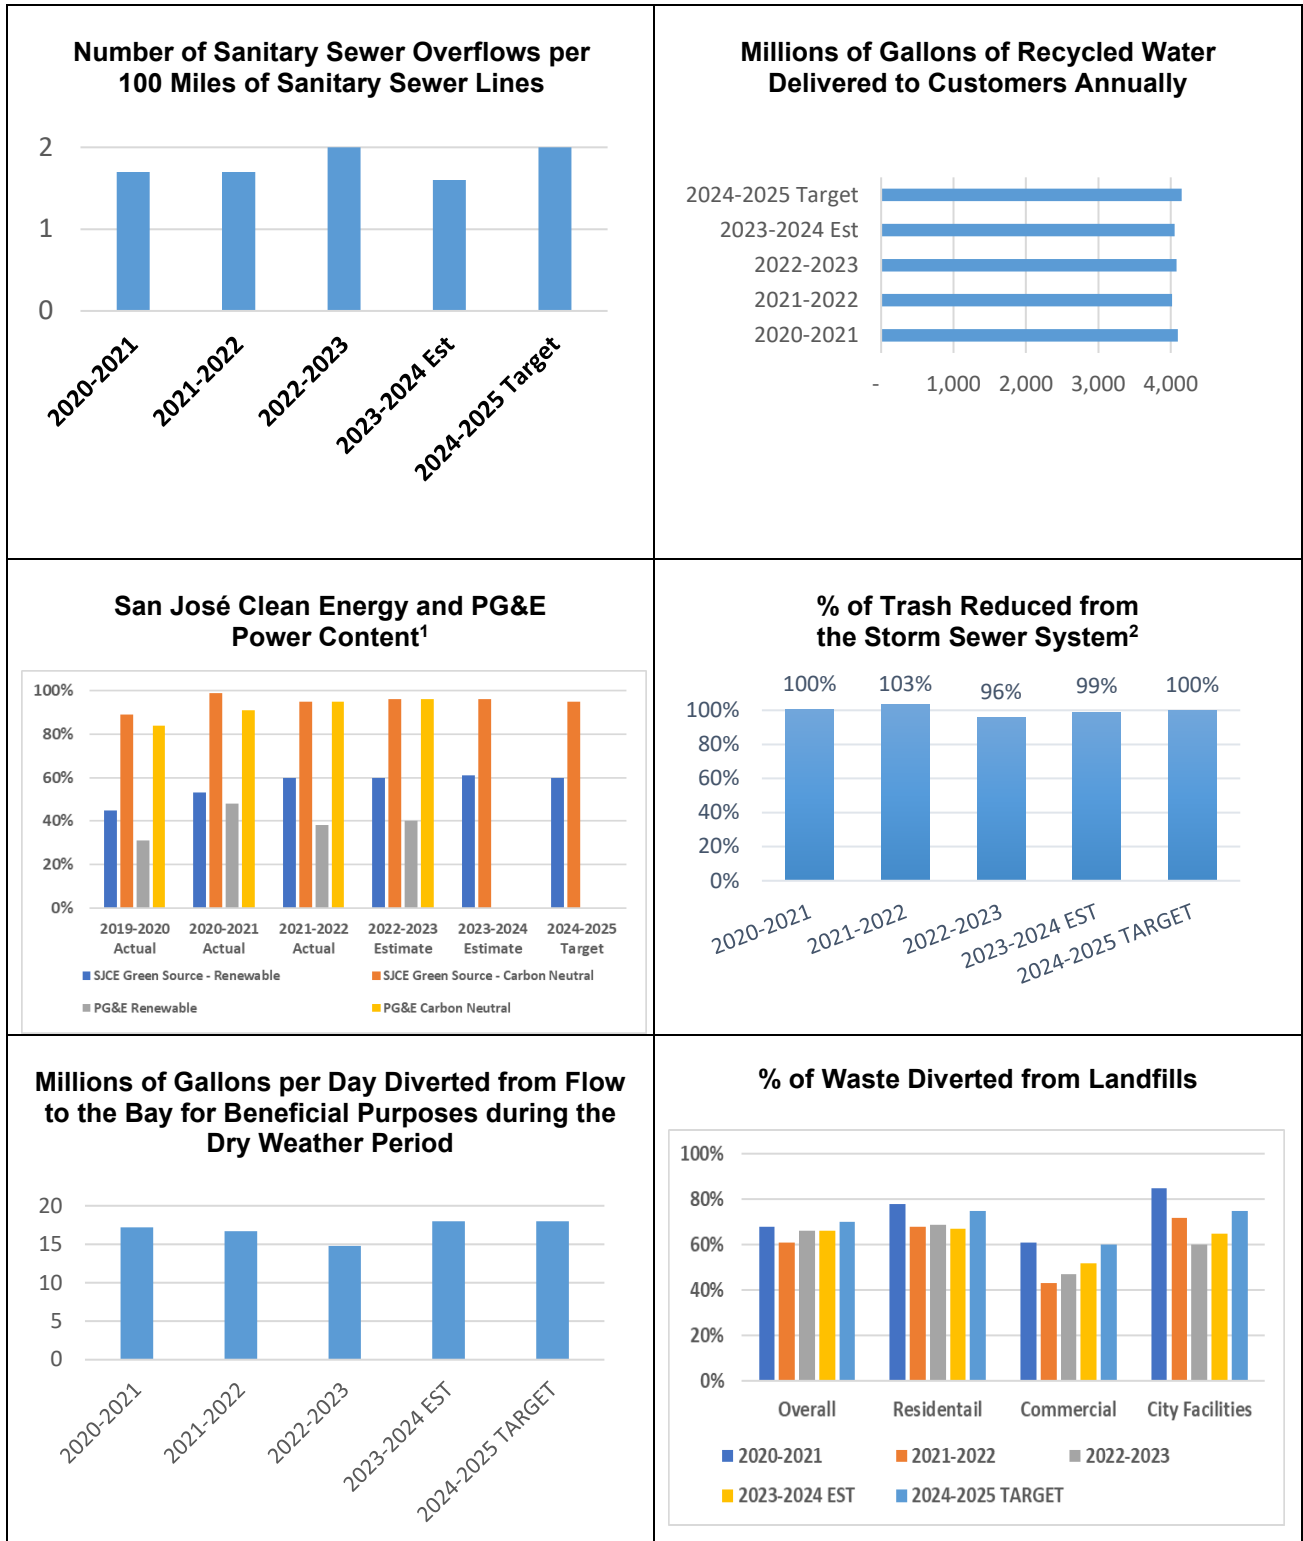 Number of Sanitary Sewer Overflows per
100 Miles of Sanitary Sewer Lines
2
1
0
2020-2021
2021-2022
2022-2023
2023-2024 Est
2024-2025 Target
Millions of Gallons of Recycled Water
Delivered to Customers Annually
2024-2025 Target
2023-2024 Est
2022-2023
2021-2022
2020-2021
- 1,000 2,000 3,000 4,000
San José Clean Energy and PG&E
Power Content¹
100%
80%
60%
40%
20%
0%
2019-2020 2020-2021 2021-2022 2022-2023 2023-2024 2024-2025
Actual Actual Actual Estimate Estimate Target
SJCE Green Source - Renewable SJCE Green Source - Carbon Neutral
PG&E Renewable PG&E Carbon Neutral
% of Trash Reduced from
the Storm Sewer System²
100% 103% 96% 99% 100%
100%
80%
60%
40%
20%
0%
2020-2021
2021-2022
2022-2023
2023-2024 EST
2024-2025 TARGET
Millions of Gallons per Day Diverted from Flow
to the Bay for Beneficial Purposes during the
Dry Weather Period
20
15
10
5
0
2020-2021
2021-2022
2022-2023
2023-2024 EST
2024-2025 TARGET
% of Waste Diverted from Landfills
100%
80%
60%
40%
20%
0%
Overall Residentail Commercial City Facilities
2020-2021 2021-2022 2022-2023
2023-2024 EST 2024-2025 TARGET